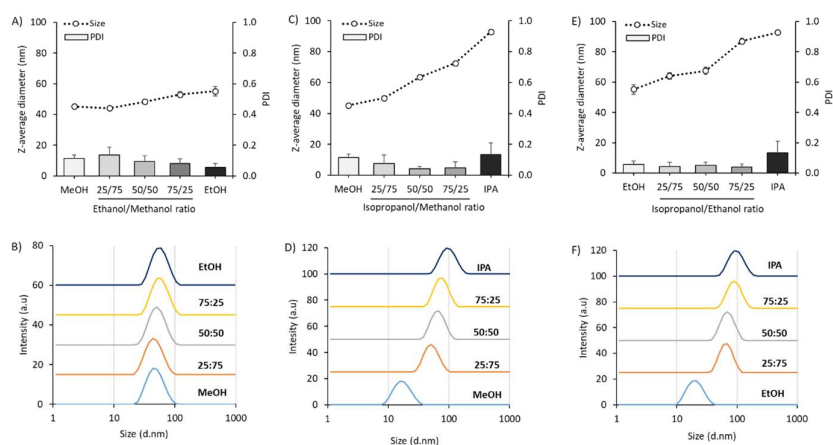 A)
Size
PDI
100
80
60
40
20
0
1.0
0.8
0.6
0.4
0.2
0.0
Z-average diameter (nm)
PDI
MeOH 25/75 50/50 75/25 EtOH
Ethanol/Methanol ratio
C)
Size
PDI
100
80
60
40
20
0
1.0
0.8
0.6
0.4
0.2
0.0
Z-average diameter (nm)
PDI
MeOH 25/75 50/50 75/25 IPA
Isopropanol/Methanol ratio
E)
Size
PDI
100
80
60
40
20
0
1.0
0.8
0.6
0.4
0.2
0.0
Z-average diameter (nm)
PDI
EtOH 25/75 50/50 75/25 IPA
Isopropanol/Ethanol ratio
B)
80
60
40
20
0
Intensity (a.u)
EtOH
75:25
50:50
25:75
MeOH
1 10 100 1000
Size (d.nm)
D)
120
100
80
60
40
20
0
Intensity (a.u)
IPA
75:25
50:50
25:75
MeOH
1 10 100 1000
Size (d.nm)
F)
120
100
80
60
40
20
0
Intensity (a.u)
IPA
75:25
50:50
25:75
EtOH
1 10 100 1000
Size (d.nm)